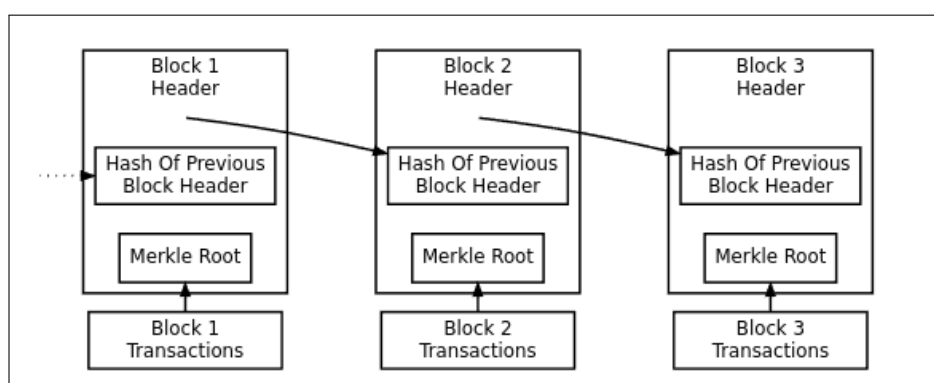 Block 1
Header
Hash Of Previous
Block Header
Merkle Root
Block 1
Transactions
Block 2
Header
Hash Of Previous
Block Header
Merkle Root
Block 2
Transactions
Block 3
Header
Hash Of Previous
Block Header
Merkle Root
Block 3
Transactions